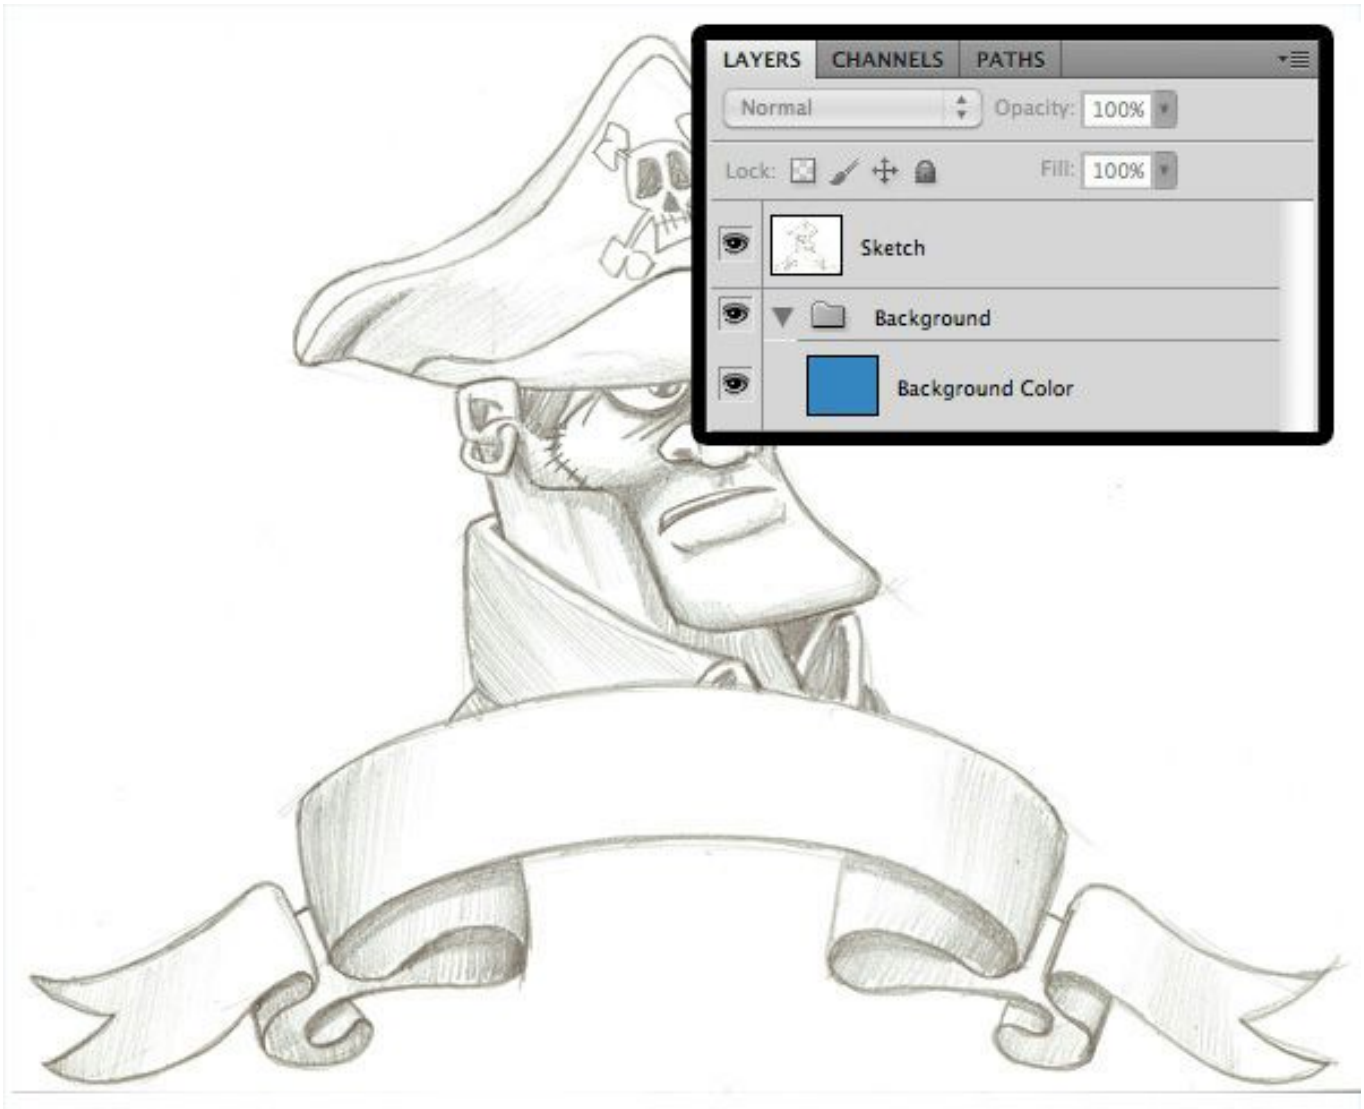 LAYERS CHANNELS PATHS
Normal Opacity: 100%
Lock: Fill: 100%
Sketch
Background
Background Color